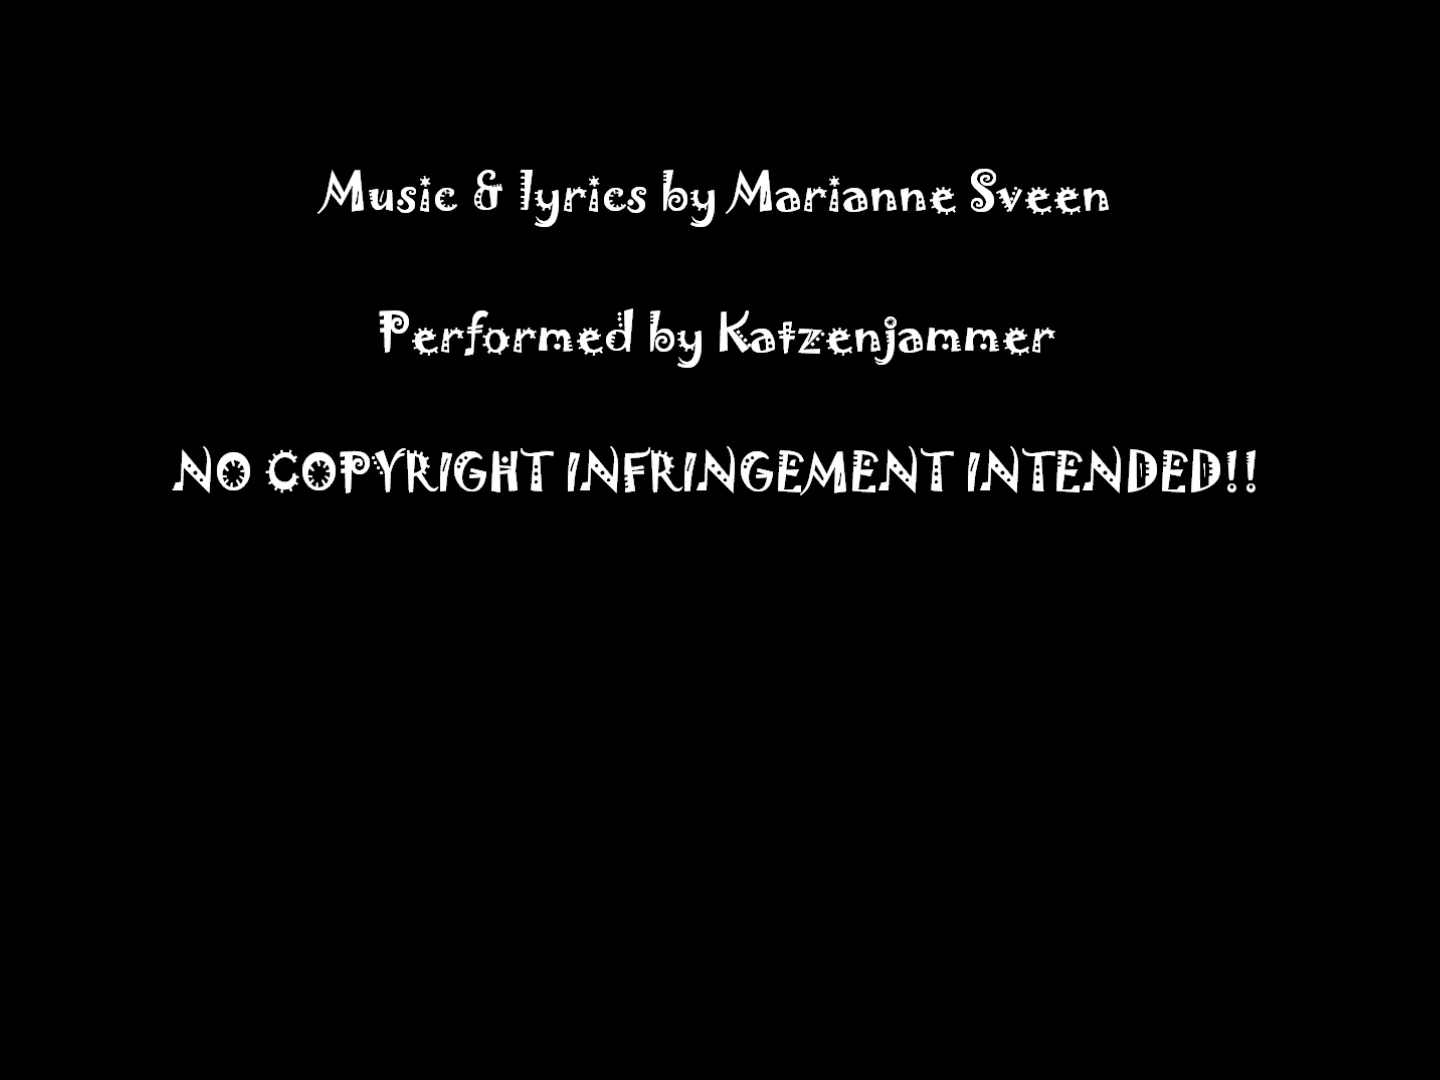 Music & lyrics by Marianne Sveen
Performed by Katzenjammer
NO COPYRIGHT INFRINGEMENT INTENDED!!